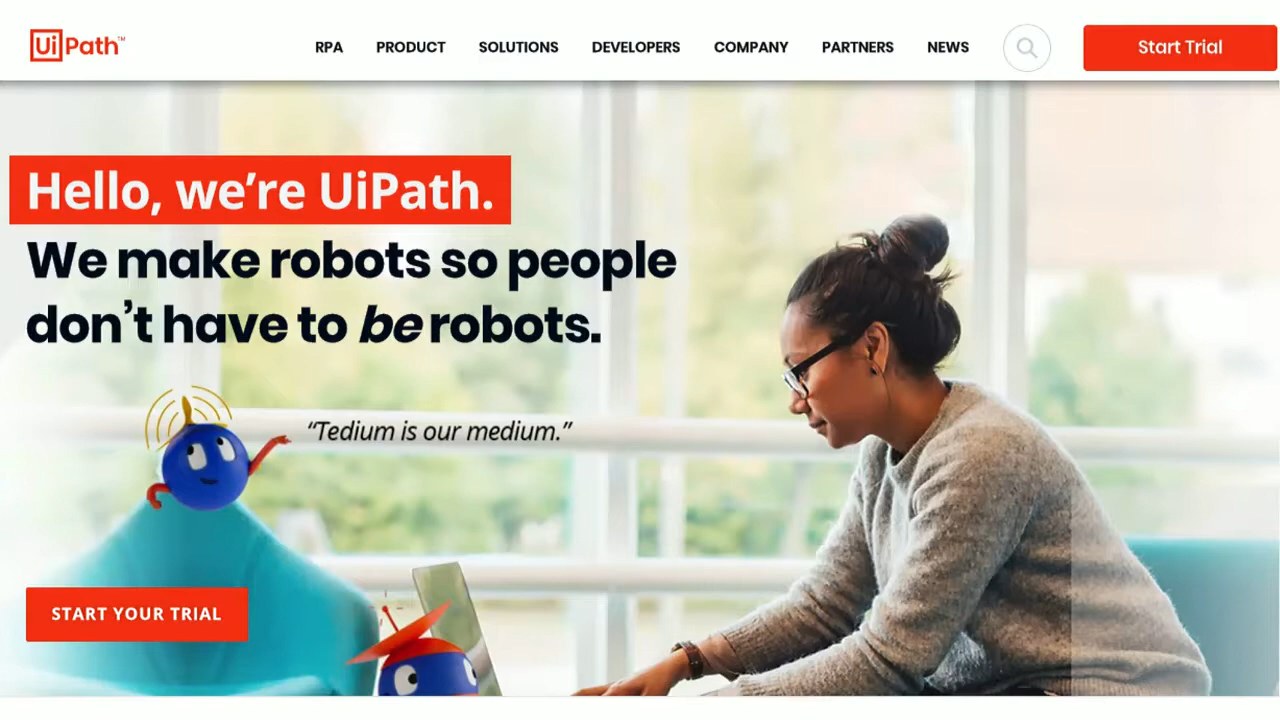 UiPath™
RPA
PRODUCT
SOLUTIONS
DEVELOPERS
COMPANY
PARTNERS
NEWS
Start Trial
Hello, we’re UiPath.
We make robots so people
don’t have to be robots.
“Tedium is our medium.”
START YOUR TRIAL